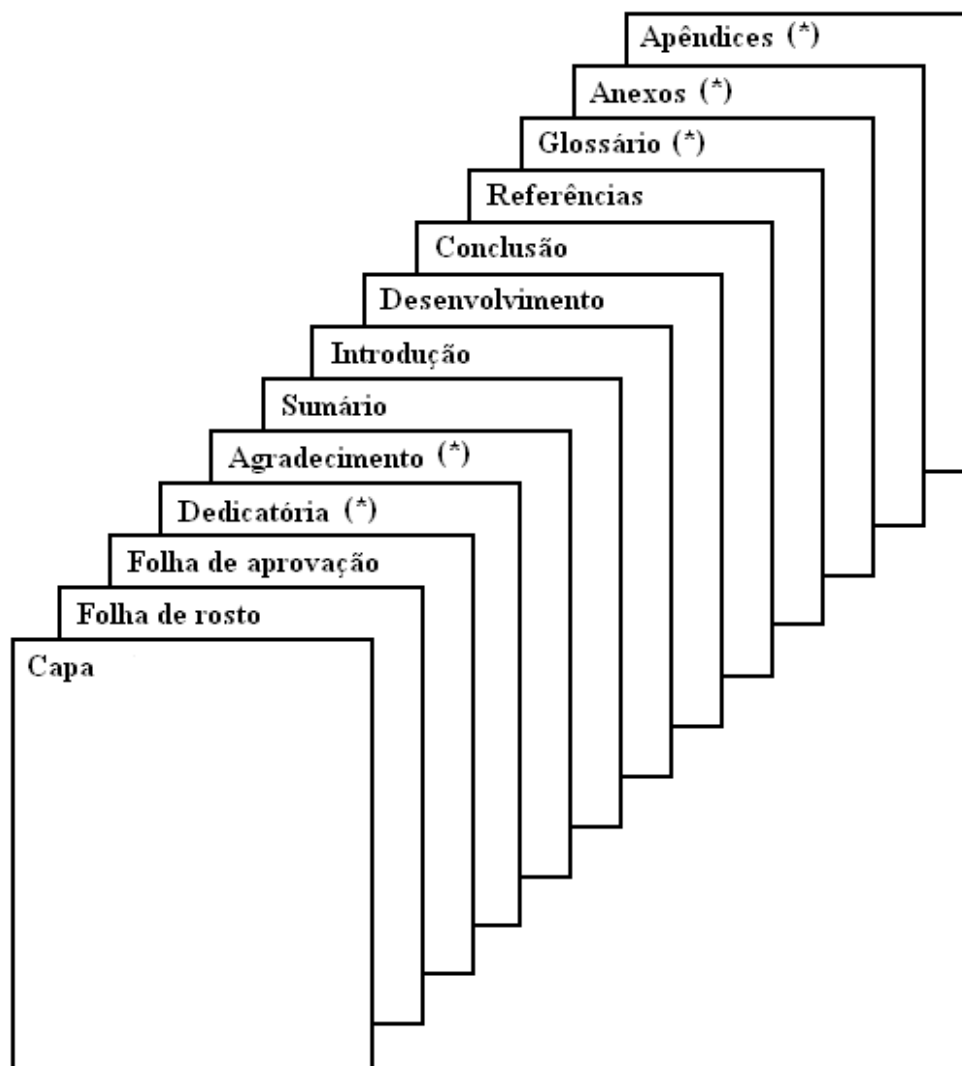 Apêndices (*)
Anexos (*)
Glossário (*)
Referências
Conclusão
Desenvolvimento
Introdução
Sumário
Agradecimento (*)
Dedicatória (*)
Folha de aprovação
Folha de rosto
Capa